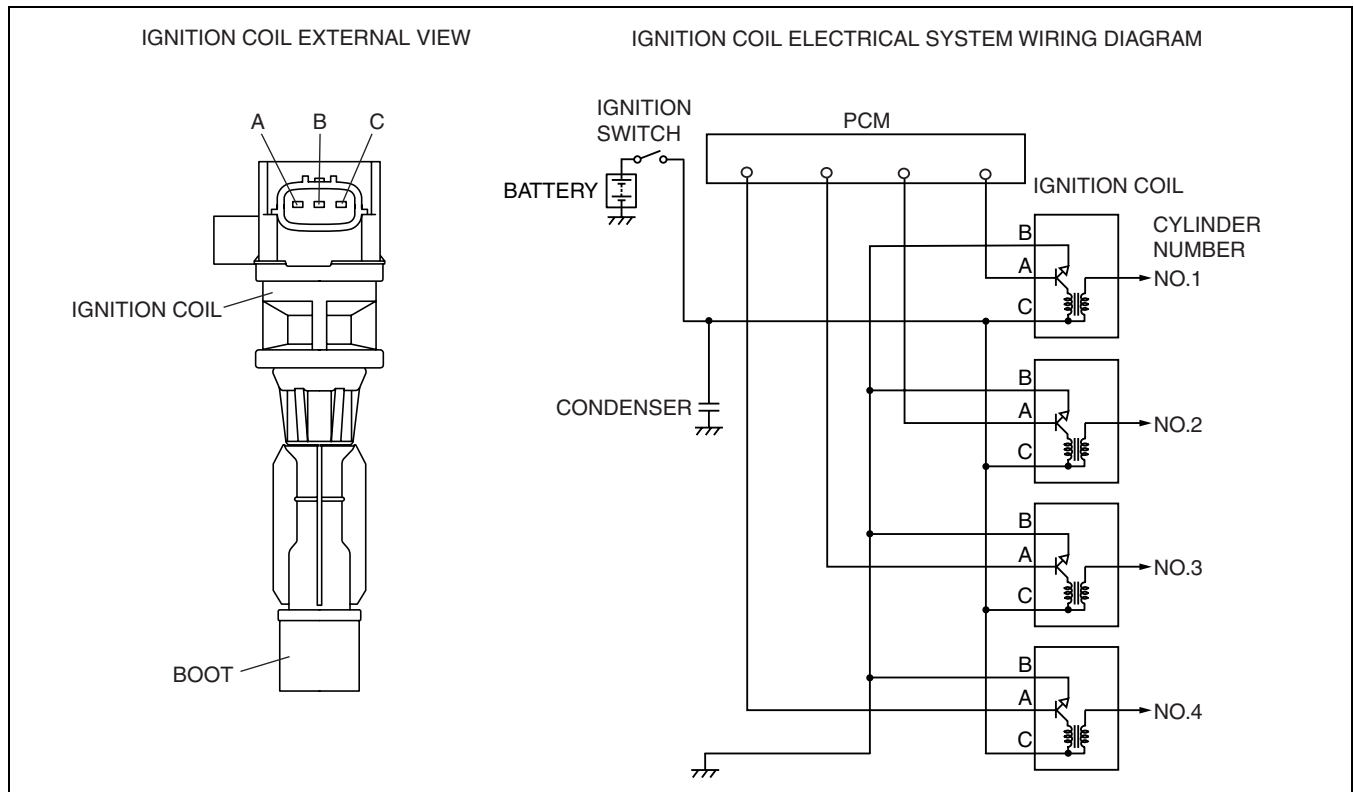 IGNITION COIL EXTERNAL VIEW
A B C
IGNITION COIL
BOOT
IGNITION COIL ELECTRICAL SYSTEM WIRING DIAGRAM
IGNITION
SWITCH
PCM
BATTERY
IGNITION COIL
CYLINDER
NUMBER
B
A
C
NO.1
CONDENSER
B
A
C
NO.2
B
A
C
NO.3
B
A
C
NO.4